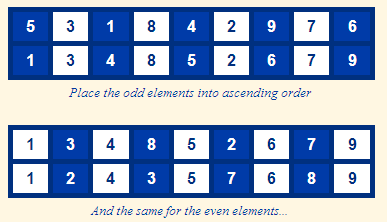 5 3 1 8 4 2 9 7 6
1 3 4 8 5 2 6 7 9
Place the odd elements into ascending order
1 3 4 8 5 2 6 7 9
1 2 4 3 5 7 6 8 9
And the same for the even elements...